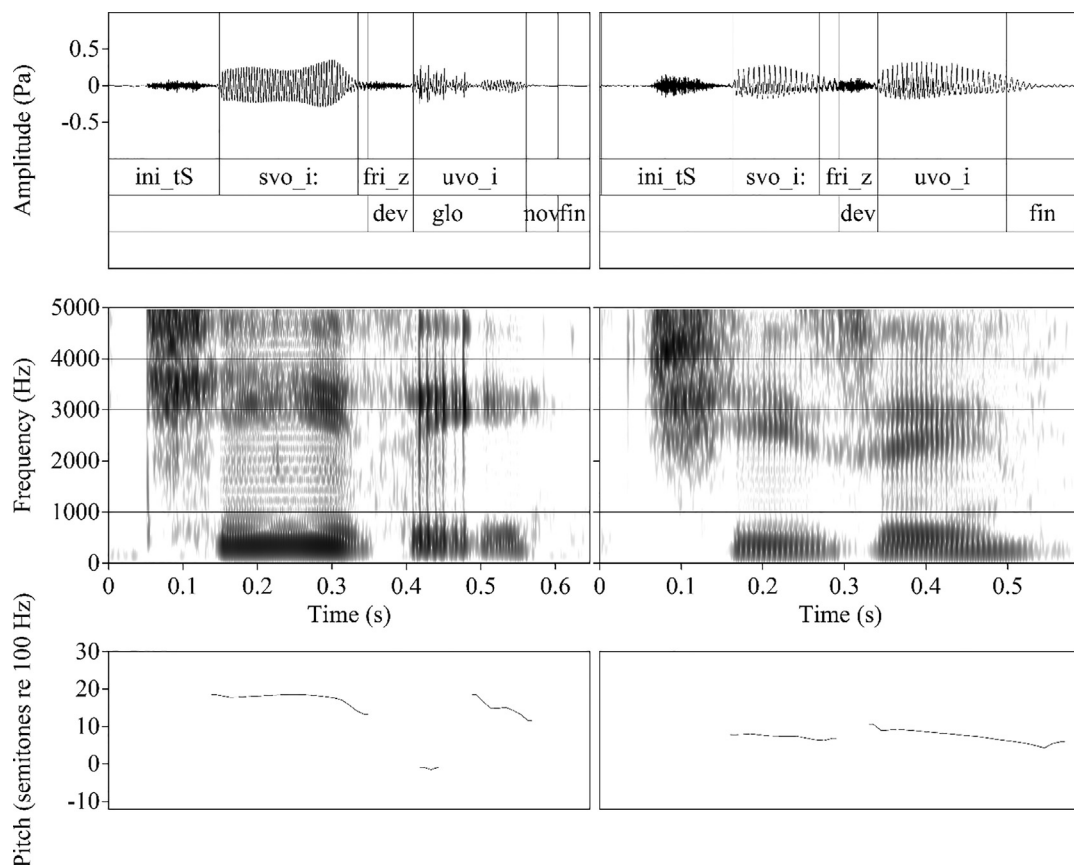 Amplitude (Pa)
0.5
0
-0.5
ini_tS svo_i: fri_z uvo_i
dev glo nov fin
ini_tS svo_i: fri_z uvo_i
dev fin
Frequency (Hz)
5000
4000
3000
2000
1000
0
0 0.1 0.2 0.3 0.4 0.5 0.6
Time (s)
0 0.1 0.2 0.3 0.4 0.5
Time (s)
Pitch (semitones re 100 Hz)
30
20
10
0
-10